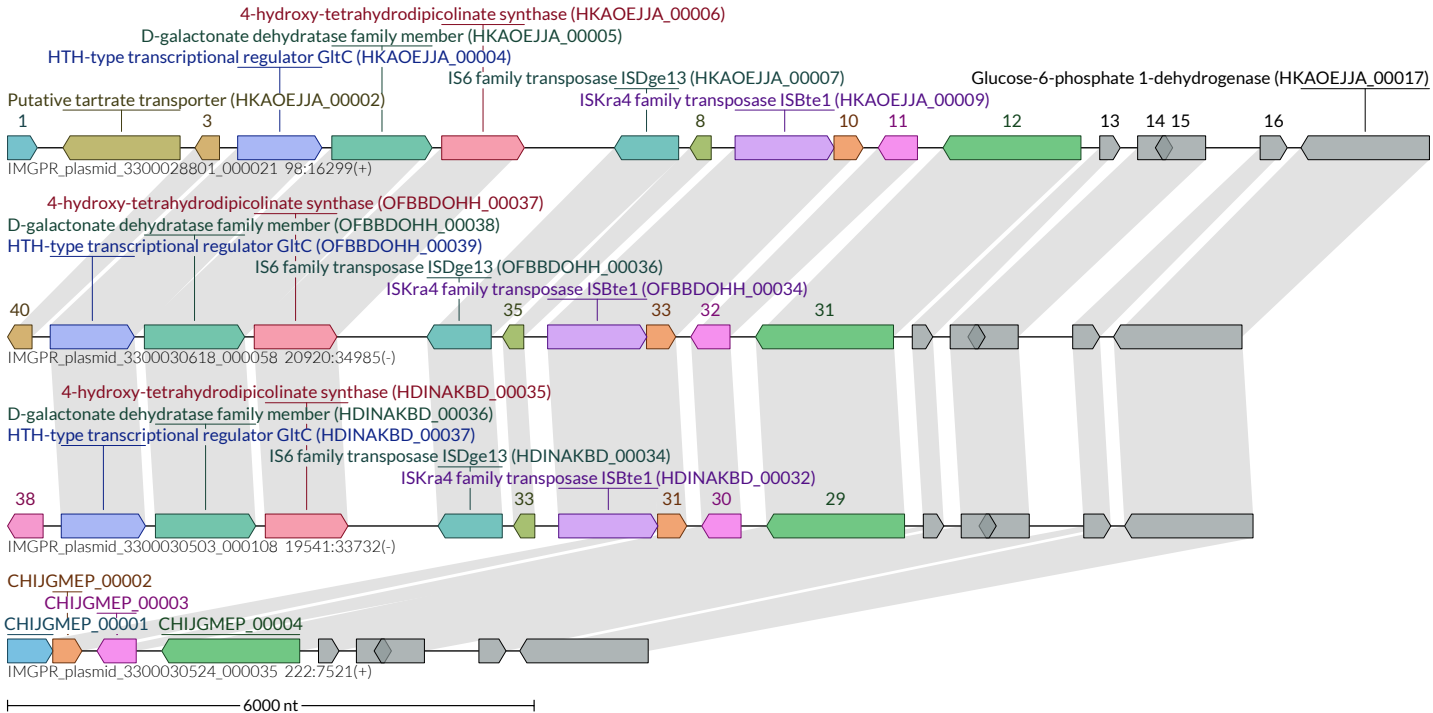 4-hydroxy-tetrahydrodipicolinate synthase (HKAOEJJA_00006)
D-galactonate dehydratase family member (HKAOEJJA_00005)
HTH-type transcriptional regulator GltC (HKAOEJJA_00004)
IS6 family transposase ISDge13 (HKAOEJJA_00007) Glucose-6-phosphate 1-dehydrogenase (HKAOEJJA_00017)
Putative tartrate transporter (HKAOEJJA_00002) ISKra4 family transposase ISBte1 (HKAOEJJA_00009)
1 3 8 10 11 12 13 14 15 16
IMGPR_plasmid_3300028801_000021 98:16299(+)
4-hydroxy-tetrahydrodipicolinate synthase (OFBBDOHH_00037)
D-galactonate dehydratase family member (OFBBDOHH_00038)
HTH-type transcriptional regulator GltC (OFBBDOHH_00039)
IS6 family transposase ISDge13 (OFBBDOHH_00036)
ISKra4 family transposase ISBte1 (OFBBDOHH_00034)
40 35 33 32 31
IMGPR_plasmid_3300030618_000058 20920:34985(-)
4-hydroxy-tetrahydrodipicolinate synthase (HDINAKBD_00035)
D-galactonate dehydratase family member (HDINAKBD_00036)
HTH-type transcriptional regulator GltC (HDINAKBD_00037)
IS6 family transposase ISDge13 (HDINAKBD_00034)
ISKra4 family transposase ISBte1 (HDINAKBD_00032)
38 33 31 30 29
IMGPR_plasmid_3300030503_000108 19541:33732(-)
CHIJGMEP_00002
CHIJGMEP_00003
CHIJGMEP_00001 CHIJGMEP_00004
IMGPR_plasmid_3300030524_000035 222:7521(+)
6000 nt